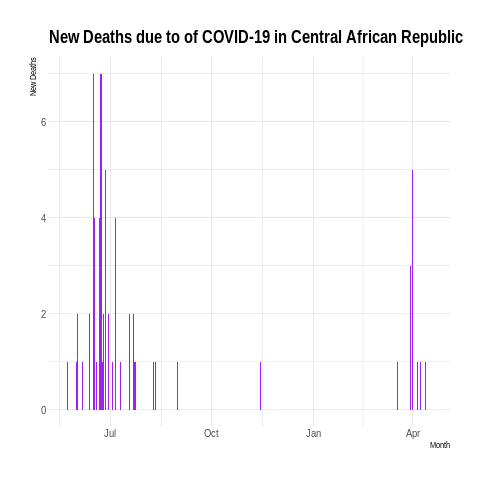 New Deaths due to of COVID-19 in Central African Republic
New Deaths
6
4
2
0
Jul Oct Jan Apr
Month